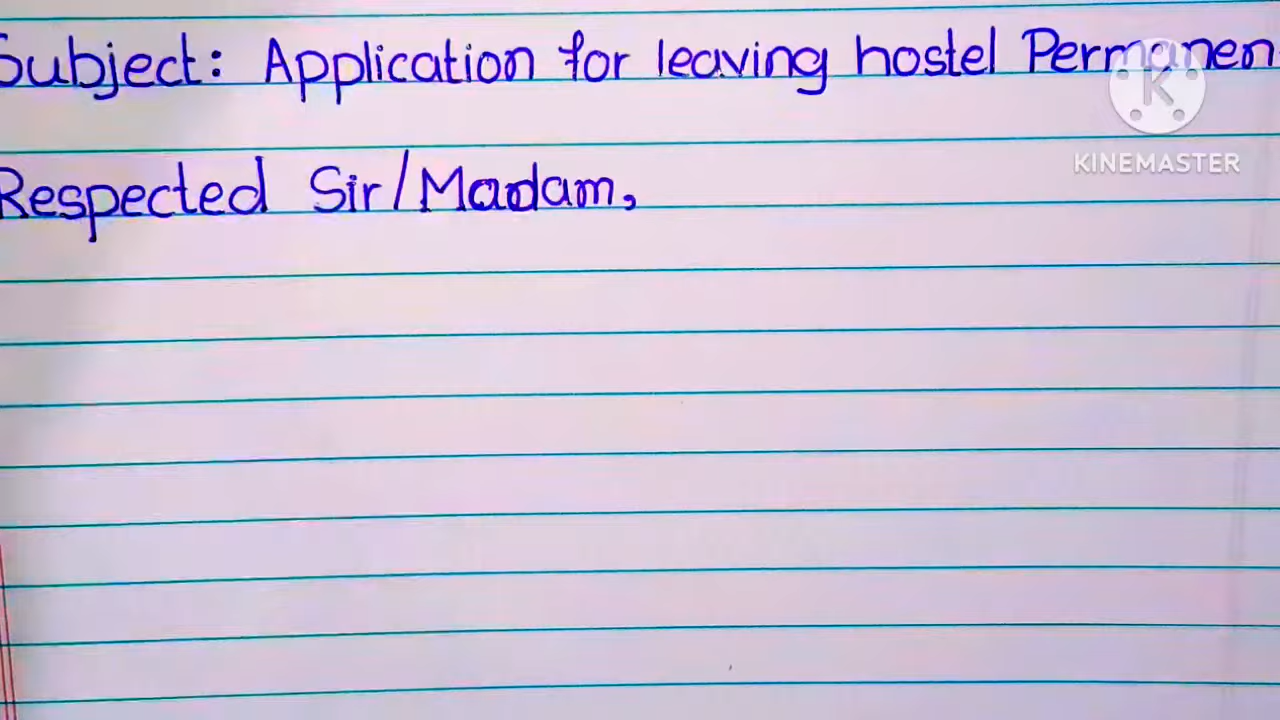 Subject: Application for leaving hostel Permanen
K
KINEMASTER
Respected Sir/Madam,